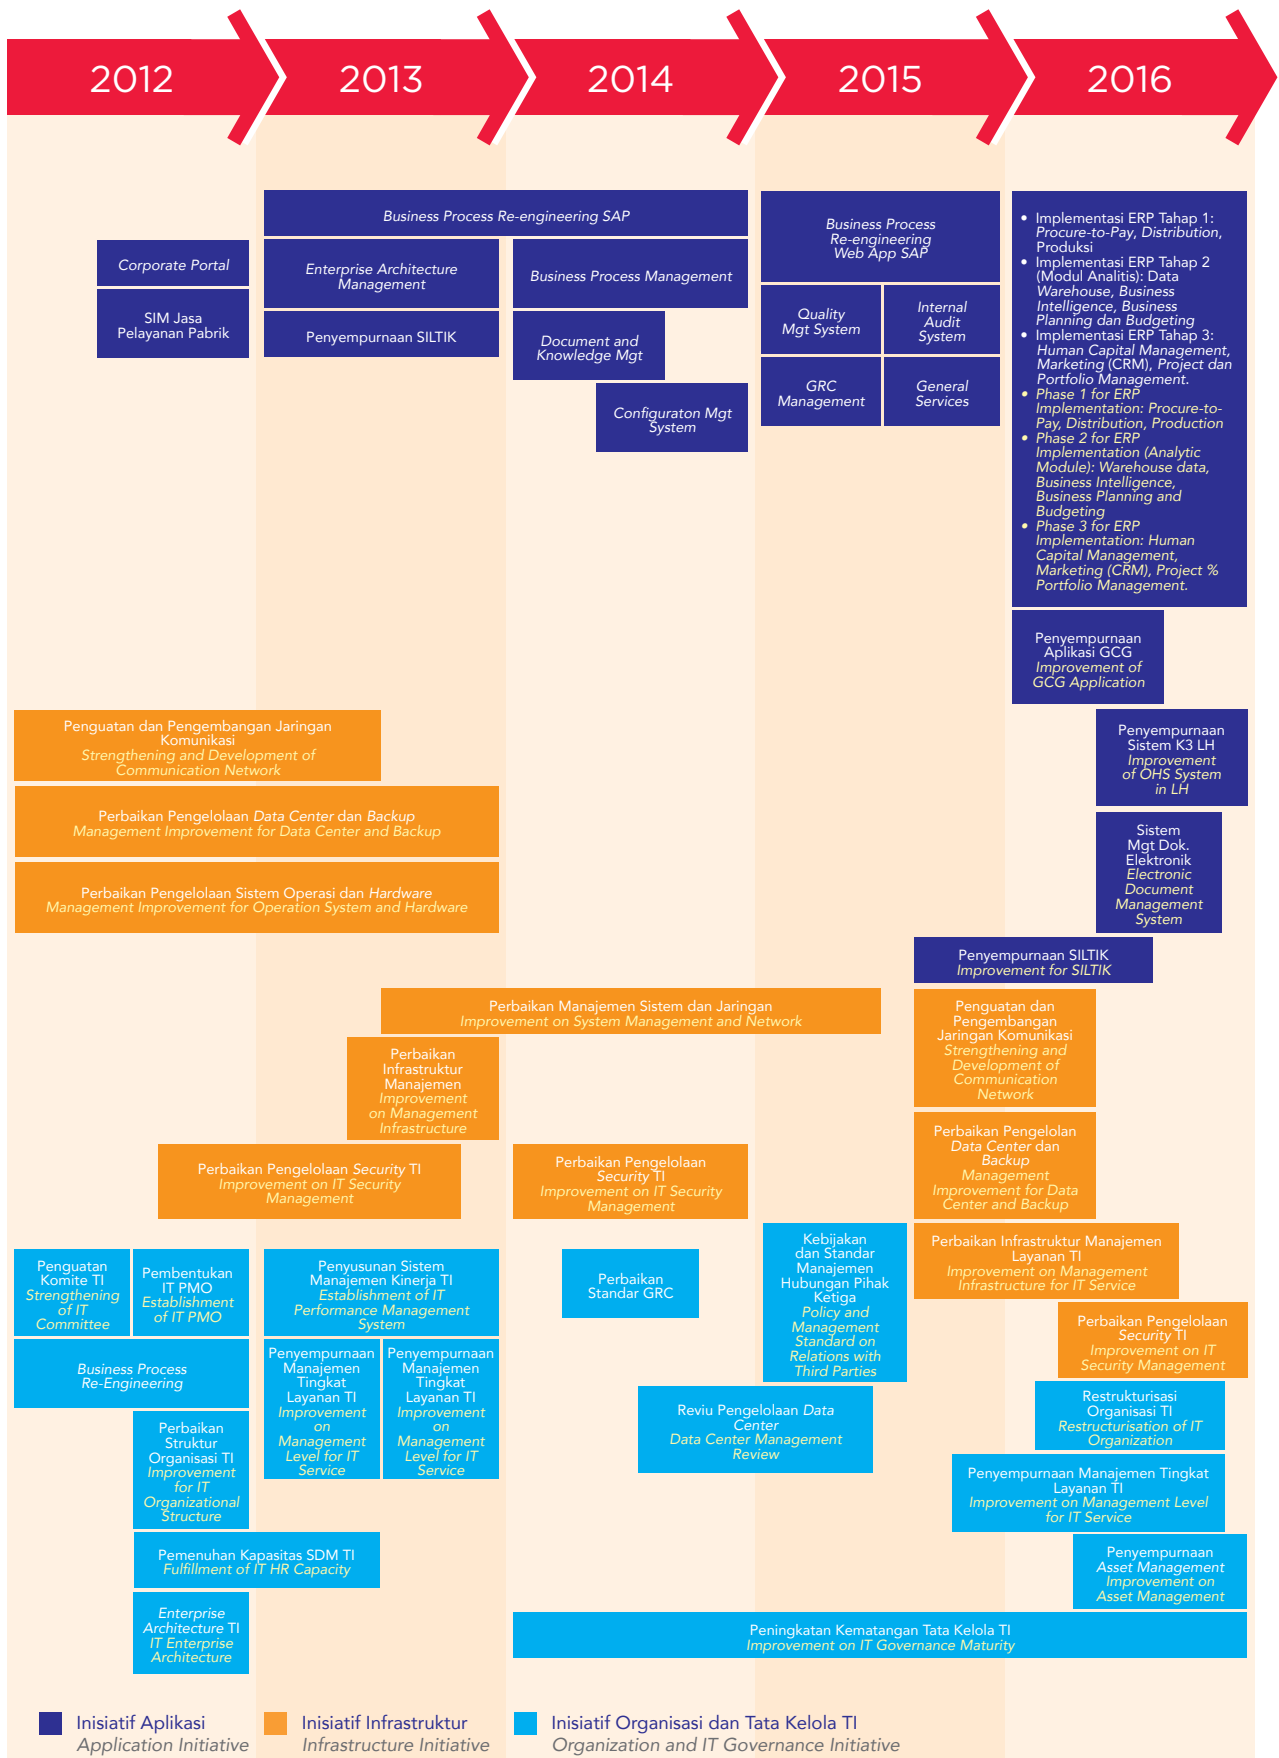 2012
2013
2014
2015
2016
Business Process Re-engineering SAP
Business Process
Re-engineering
Web App SAP
• Implementasi ERP Tahap 1:
Procure-to-Pay, Distribution,
Produksi
• Implementasi ERP Tahap 2
(Modul Analitis): Data
Warehouse, Business
Intelligence, Business
Planning dan Budgeting
• Implementasi ERP Tahap 3:
Human Capital Management,
Marketing (CRM), Project dan
Portfolio Management.
• Phase 1 for ERP
Implementation: Procure-to-
Pay, Distribution, Production
• Phase 2 for ERP
Implementation (Analytic
Module): Warehouse data,
Business Intelligence,
Business Planning and
Budgeting
• Phase 3 for ERP
Implementation: Human
Capital Management,
Marketing (CRM), Project %
Portfolio Management.
Corporate Portal
Enterprise Architecture
Management
Business Process Management
SIM Jasa
Pelayanan Pabrik
Penyempurnaan SILTIK
Document and
Knowledge Mgt
Quality
Mgt System
Internal
Audit
System
GRC
Management
General
Services
Configuraton Mgt
System
Penyempurnaan
Aplikasi GCG
Improvement of
GCG Application
Penguatan dan Pengembangan Jaringan
Komunikasi
Strengthening and Development of
Communication Network
Penyempurnaan
Sistem K3 LH
Improvement
of OHS System
in LH
Perbaikan Pengelolaan Data Center dan Backup
Management Improvement for Data Center and Backup
Sistem
Mgt Dok.
Elektronik
Electronic
Document
Management
System
Perbaikan Pengelolaan Sistem Operasi dan Hardware
Management Improvement for Operation System and Hardware
Penyempurnaan SILTIK
Improvement for SILTIK
Perbaikan Manajemen Sistem dan Jaringan
Improvement on System Management and Network
Penguatan dan
Pengembangan
Jaringan Komunikasi
Strengthening and
Development of
Communication
Network
Perbaikan
Infrastruktur
Manajemen
Improvement
on Management
Infrastructure
Perbaikan Pengelolan
Data Center dan
Backup
Management
Improvement for Data
Center and Backup
Perbaikan Pengelolaan Security TI
Improvement on IT Security
Management
Perbaikan Pengelolaan
Security TI
Improvement on IT Security
Management
Kebijakan
dan Standar
Manajemen
Hubungan Pihak
Ketiga
Policy and
Management
Standard on
Relations with
Third Parties
Perbaikan Infrastruktur Manajemen
Layanan TI
Improvement on Management
Infrastructure for IT Service
Penguatan
Komite TI
Strengthening
of IT
Committee
Pembentukan
IT PMO
Establishment
of IT PMO
Penyusunan Sistem
Manajemen Kinerja TI
Establishment of IT
Performance Management
System
Perbaikan
Standar GRC
Perbaikan Pengelolaan
Security TI
Improvement on IT
Security Management
Business Process
Re-Engineering
Penyempurnaan
Manajemen
Tingkat
Layanan TI
Improvement
on
Management
Level for IT
Service
Penyempurnaan
Manajemen
Tingkat
Layanan TI
Improvement
on
Management
Level for IT
Service
Reviu Pengelolaan Data
Center
Data Center Management
Review
Restrukturisasi
Organisasi TI
Restructurisation of IT
Organization
Perbaikan
Struktur
Organisasi TI
Improvement
for IT
Organizational
Structure
Penyempurnaan Manajemen Tingkat
Layanan TI
Improvement on Management Level
for IT Service
Pemenuhan Kapasitas SDM TI
Fulfillment of IT HR Capacity
Penyempurnaan
Asset Management
Improvement on
Asset Management
Enterprise
Architecture TI
IT Enterprise
Architecture
Peningkatan Kematangan Tata Kelola TI
Improvement on IT Governance Maturity
Inisiatif Aplikasi
Application Initiative
Inisiatif Infrastruktur
Infrastructure Initiative
Inisiatif Organisasi dan Tata Kelola TI
Organization and IT Governance Initiative